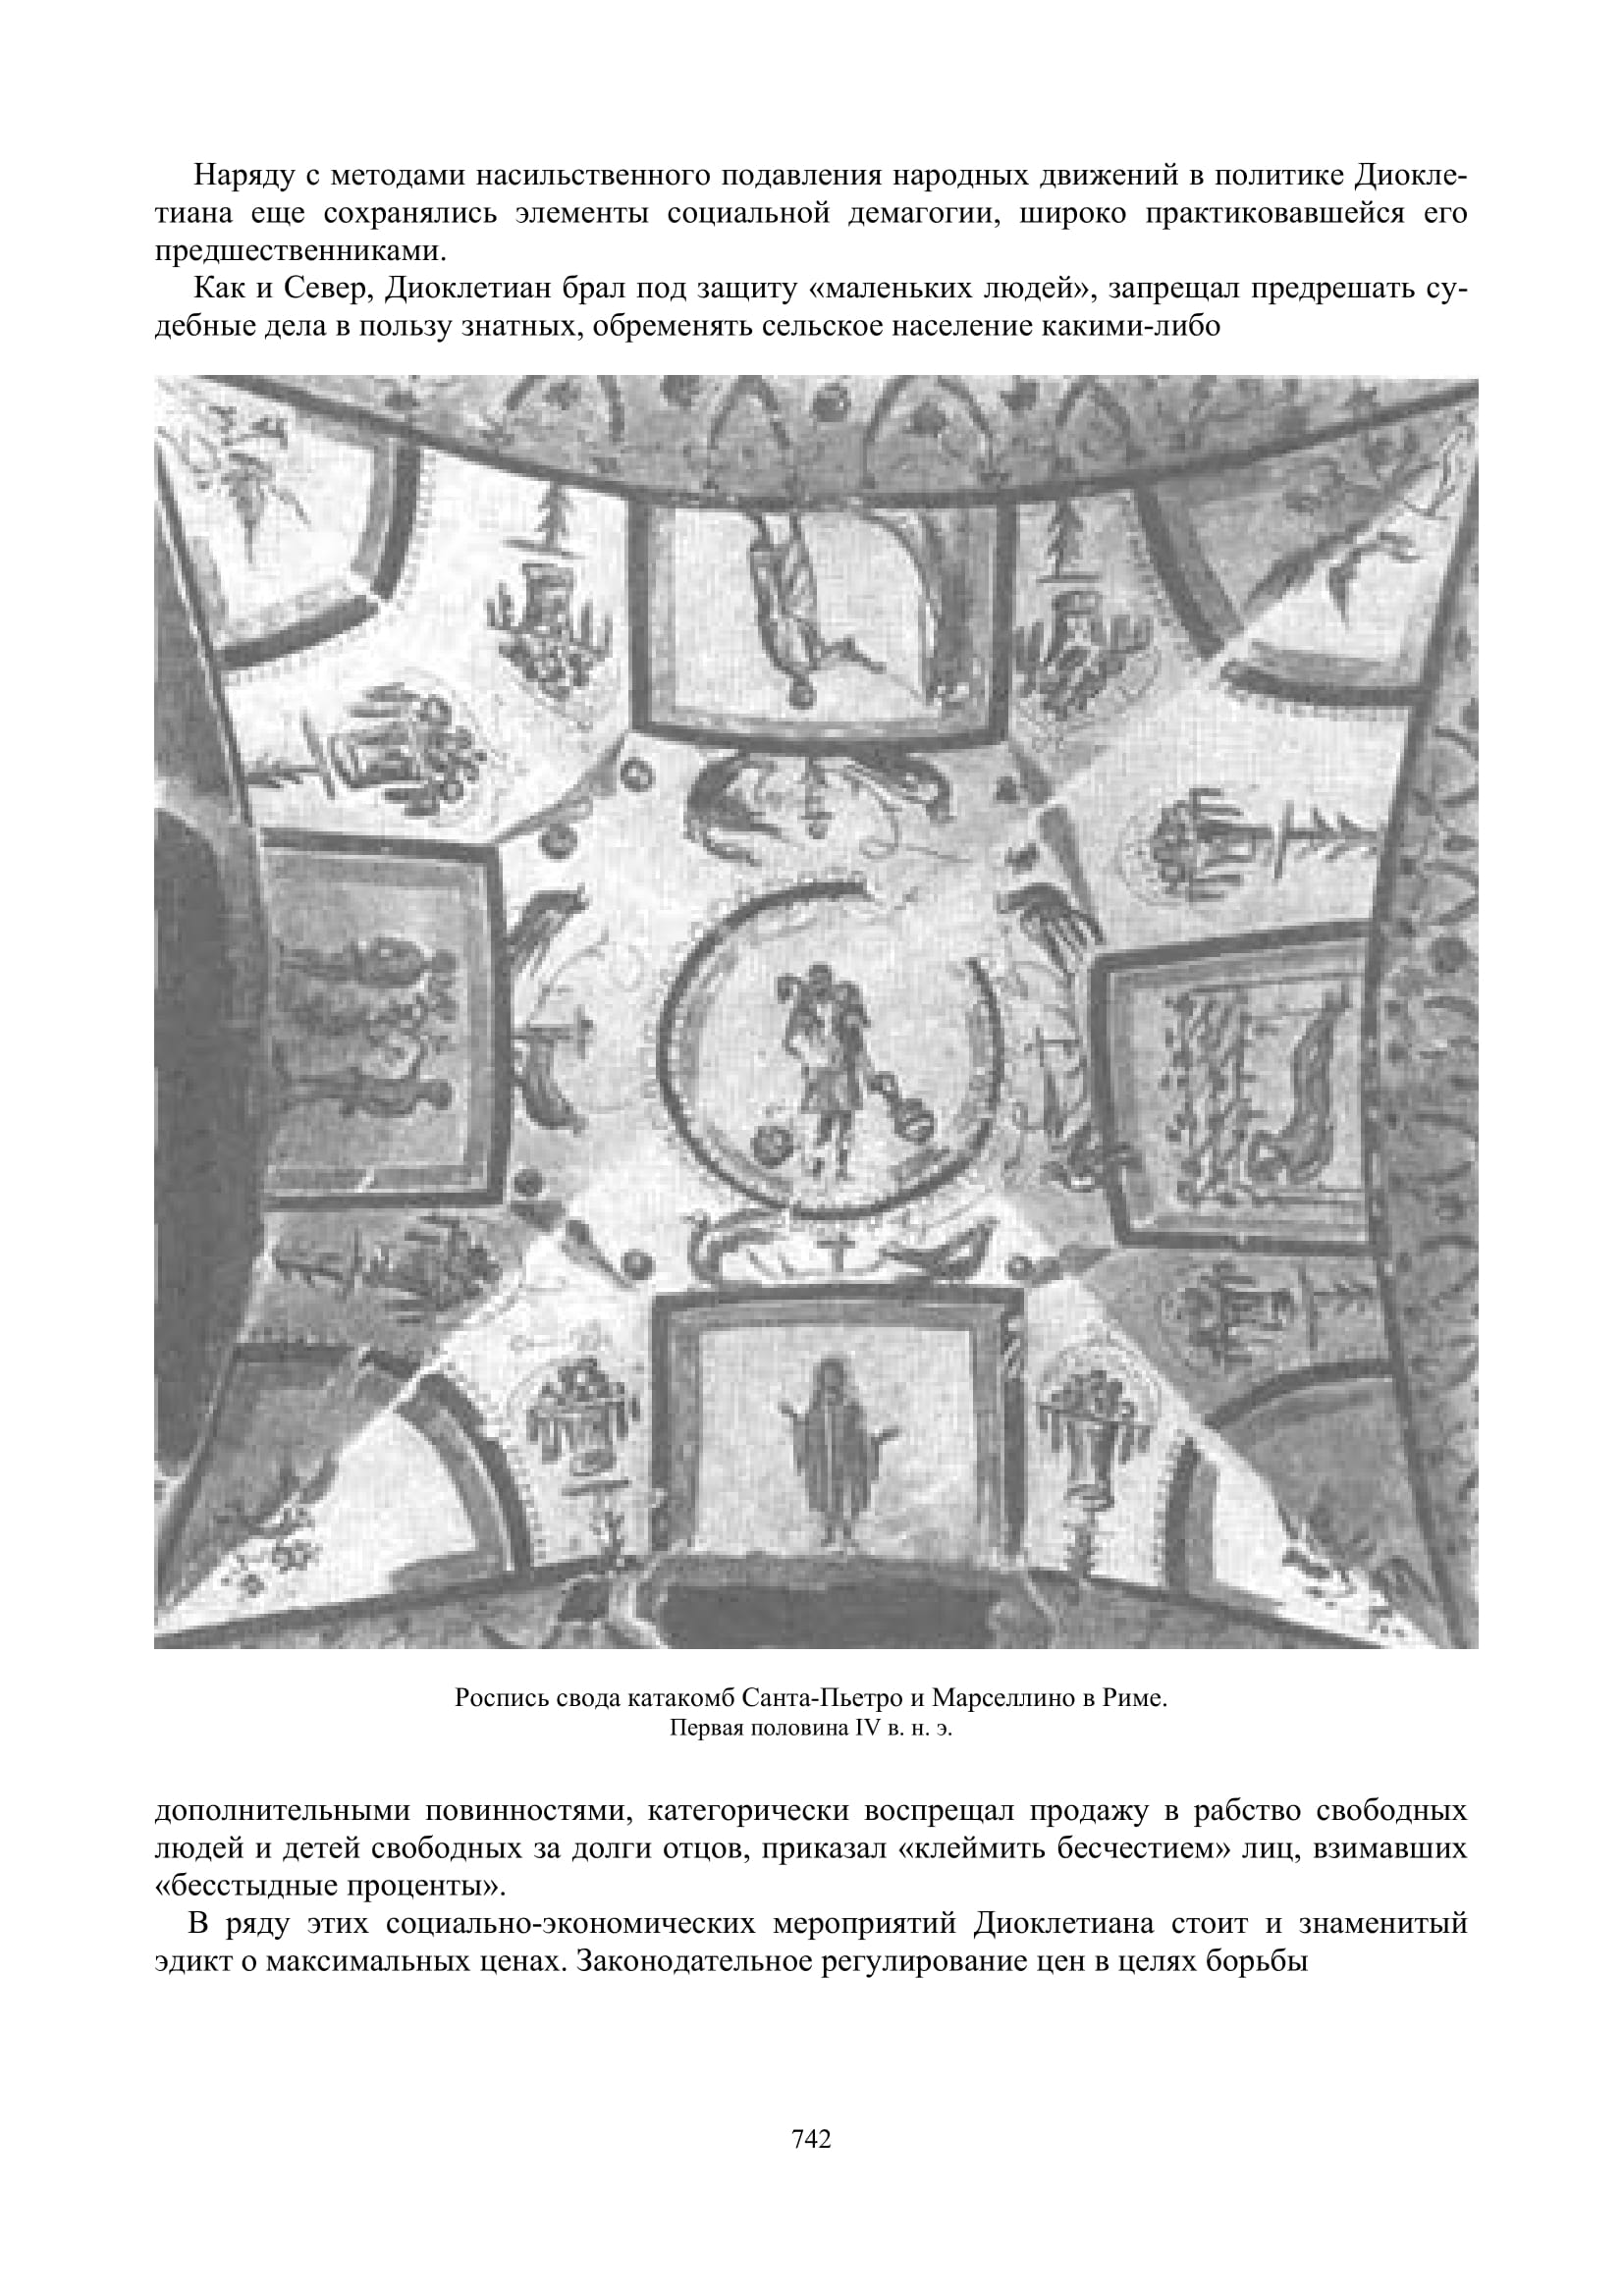 Наряду с методами насильственного подавления народных движений в политике Диокле-
тиана еще сохранялись элементы социальной демагогии, широко практиковавшейся его
предшественниками.
Как и Север, Диоклетиан брал под защиту «маленьких людей», запрещал предрешать су-
дебные дела в пользу знатных, обременять сельское население какими-либо
Роспись свода катакомб Санта-Пьетро и Марселлино в Риме.
Первая половина IV в. н. э.
дополнительными повинностями, категорически воспрещал продажу в рабство свободных
людей и детей свободных за долги отцов, приказал «клеймить бесчестием» лиц, взимавших
«бесстыдные проценты».
В ряду этих социально-экономических мероприятий Диоклетиана стоит и знаменитый
эдикт о максимальных ценах. Законодательное регулирование цен в целях борьбы
742